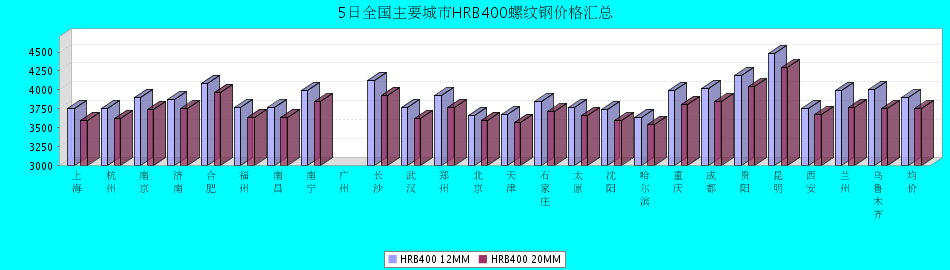 5日全国主要城市HRB400螺纹钢价格汇总
4500
4250
4000
3750
3500
3250
3000
上海
杭州
南京
济南
合肥
福州
南昌
南宁
广州
长沙
武汉
郑州
北京
天津
石家庄
太原
沈阳
哈尔滨
重庆
成都
贵阳
昆明
西安
兰州
乌鲁木齐
均价
HRB400 12MM HRB400 20MM